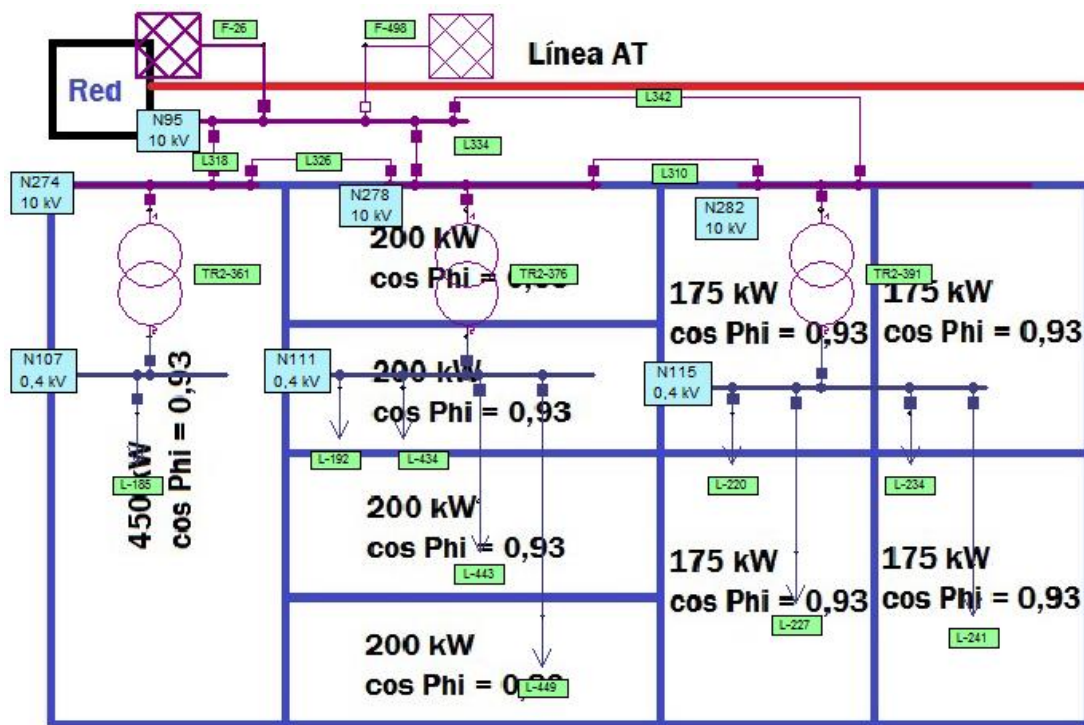 F-26
F-498
Línea AT
Red
L342
N95
10 kV
L334
L318
L326
L310
N274
10 kV
N278
10 kV
N282
10 kV
200 kW
cos Phi =
TR2-361
TR2-376
TR2-391
175 kW
cos Phi = 0,93
175 kW
cos Phi = 0,93
N107
0,4 kV
N111
0,4 kV
N115
0,4 kV
450 kW
cos Phi = 0,93
200 kW
cos Phi = 0,93
L-192
L-434
L-185
L-220
L-234
200 kW
cos Phi = 0,93
L-443
175 kW
cos Phi = 0,93
175 kW
cos Phi = 0,93
L-227
L-241
200 kW
cos Phi =
L-449